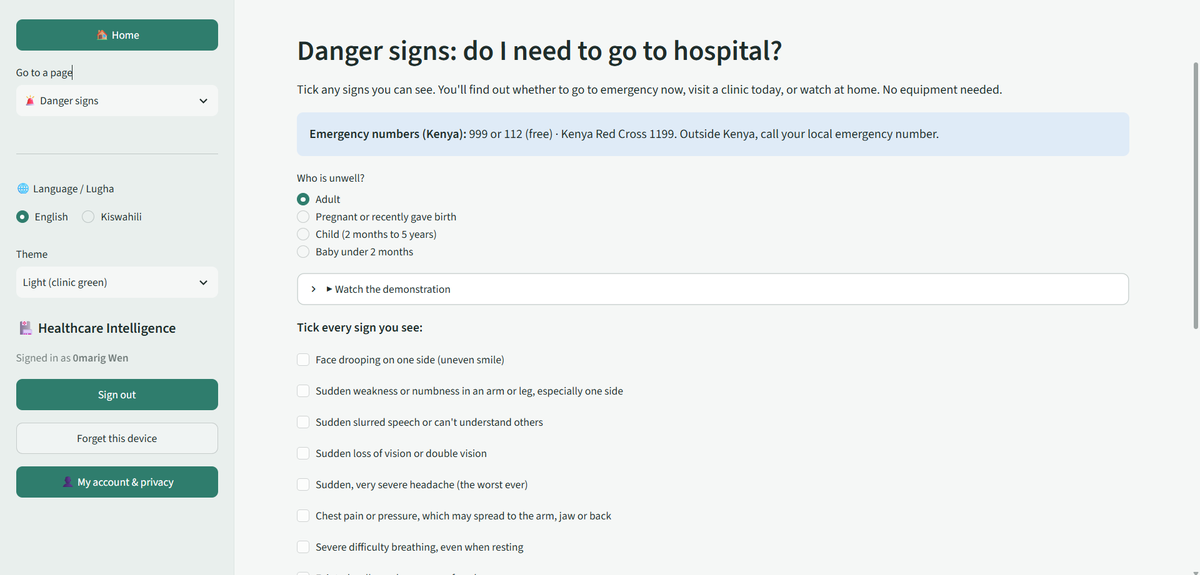 Home
Go to a page
Danger signs
Language / Lugha
English
Kiswahili
Theme
Light (clinic green)
Healthcare Intelligence
Signed in as 0marig Wen
Sign out
Forget this device
My account & privacy
Danger signs: do I need to go to hospital?
Tick any signs you can see. You'll find out whether to go to emergency now, visit a clinic today, or watch at home. No equipment needed.
Emergency numbers (Kenya): 999 or 112 (free) · Kenya Red Cross 1199. Outside Kenya, call your local emergency number.
Who is unwell?
Adult
Pregnant or recently gave birth
Child (2 months to 5 years)
Baby under 2 months
Watch the demonstration
Tick every sign you see:
Face drooping on one side (uneven smile)
Sudden weakness or numbness in an arm or leg, especially one side
Sudden slurred speech or can't understand others
Sudden loss of vision or double vision
Sudden, very severe headache (the worst ever)
Chest pain or pressure, which may spread to the arm, jaw or back
Severe difficulty breathing, even when resting